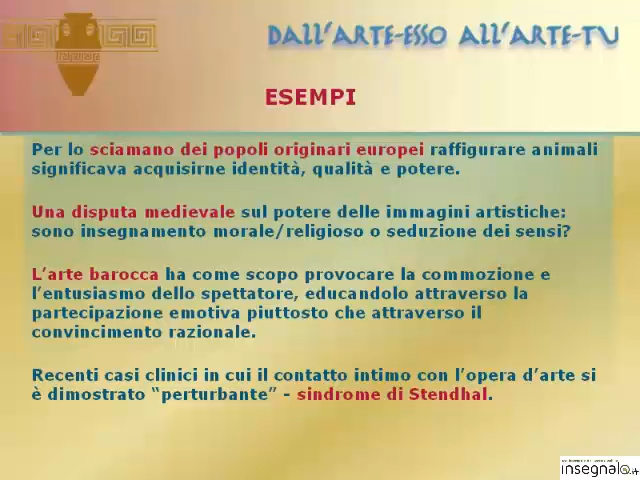 DALL'ARTE-ESSO ALL'ARTE-TU
ESEMPI
Per lo sciamano dei popoli originari europei raffigurare animali
significava acquisirne identità, qualità e potere.
Una disputa medievale sul potere delle immagini artistiche:
sono insegnamento morale/religioso o seduzione dei sensi?
L'arte barocca ha come scopo provocare la commozione e
l'entusiasmo dello spettatore, educandolo attraverso la
partecipazione emotiva piuttosto che attraverso il
convincimento razionale.
Recenti casi clinici in cui il contatto intimo con l'opera d'arte si
è dimostrato "perturbante" - sindrome di Stendhal.
insegnalo.it